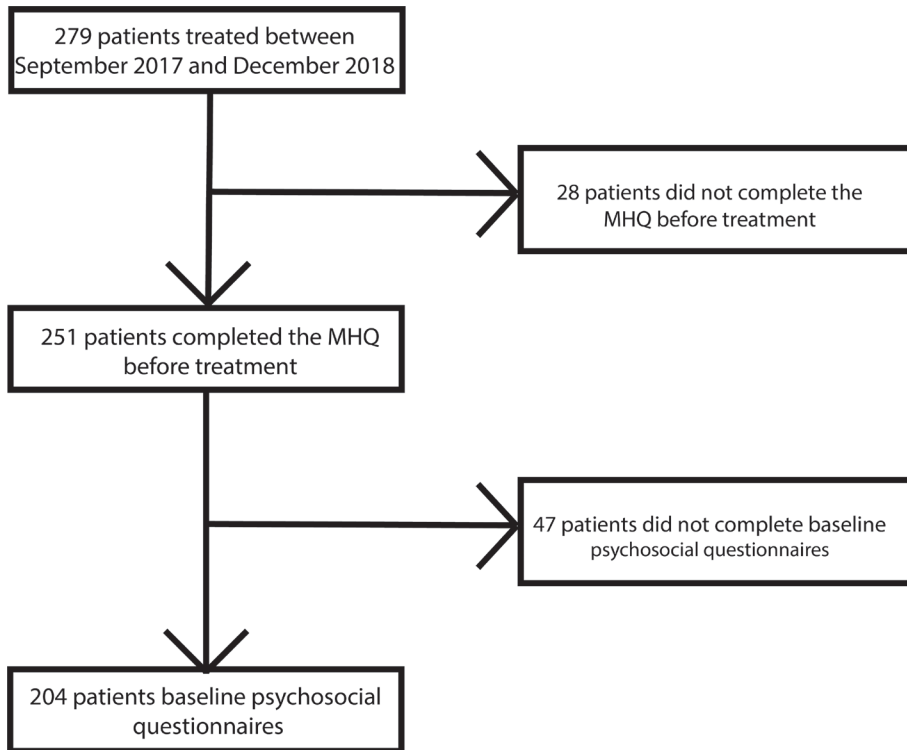 279 patients treated between
September 2017 and December 2018
28 patients did not complete the
MHQ before treatment
251 patients completed the MHQ
before treatment
47 patients did not complete baseline
psychosocial questionnaires
204 patients baseline psychosocial
questionnaires